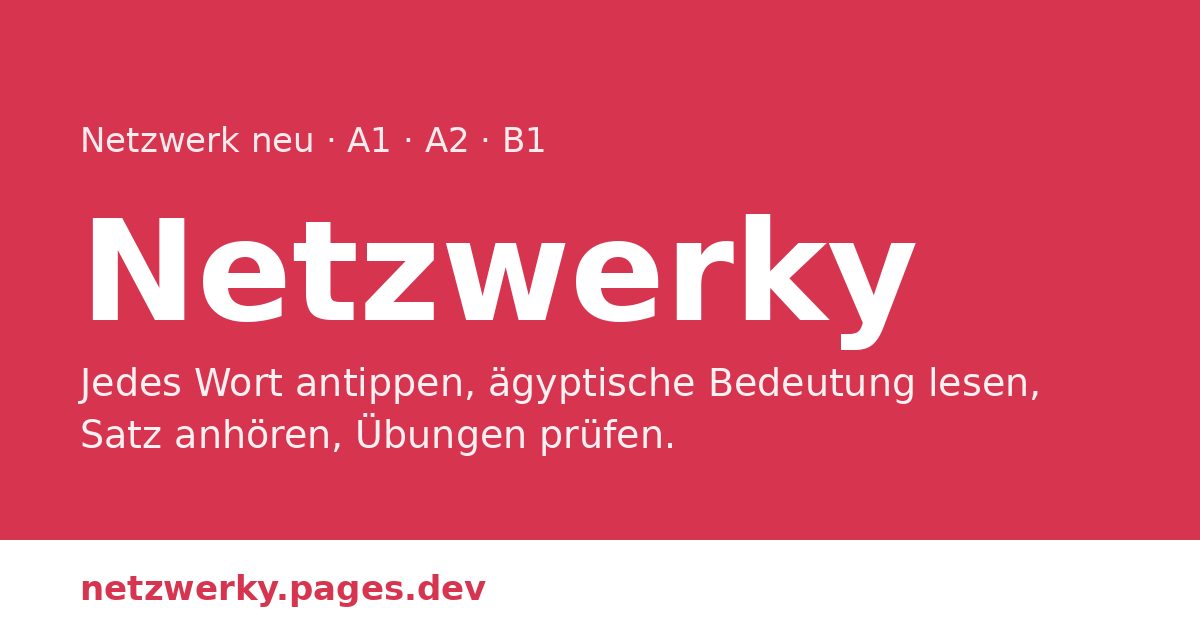 Netzwerk neu · A1 · A2 · B1
Netzwerky
Jedes Wort antippen, ägyptische Bedeutung lesen,
Satz anhören, Übungen prüfen.
netzwerky.pages.dev